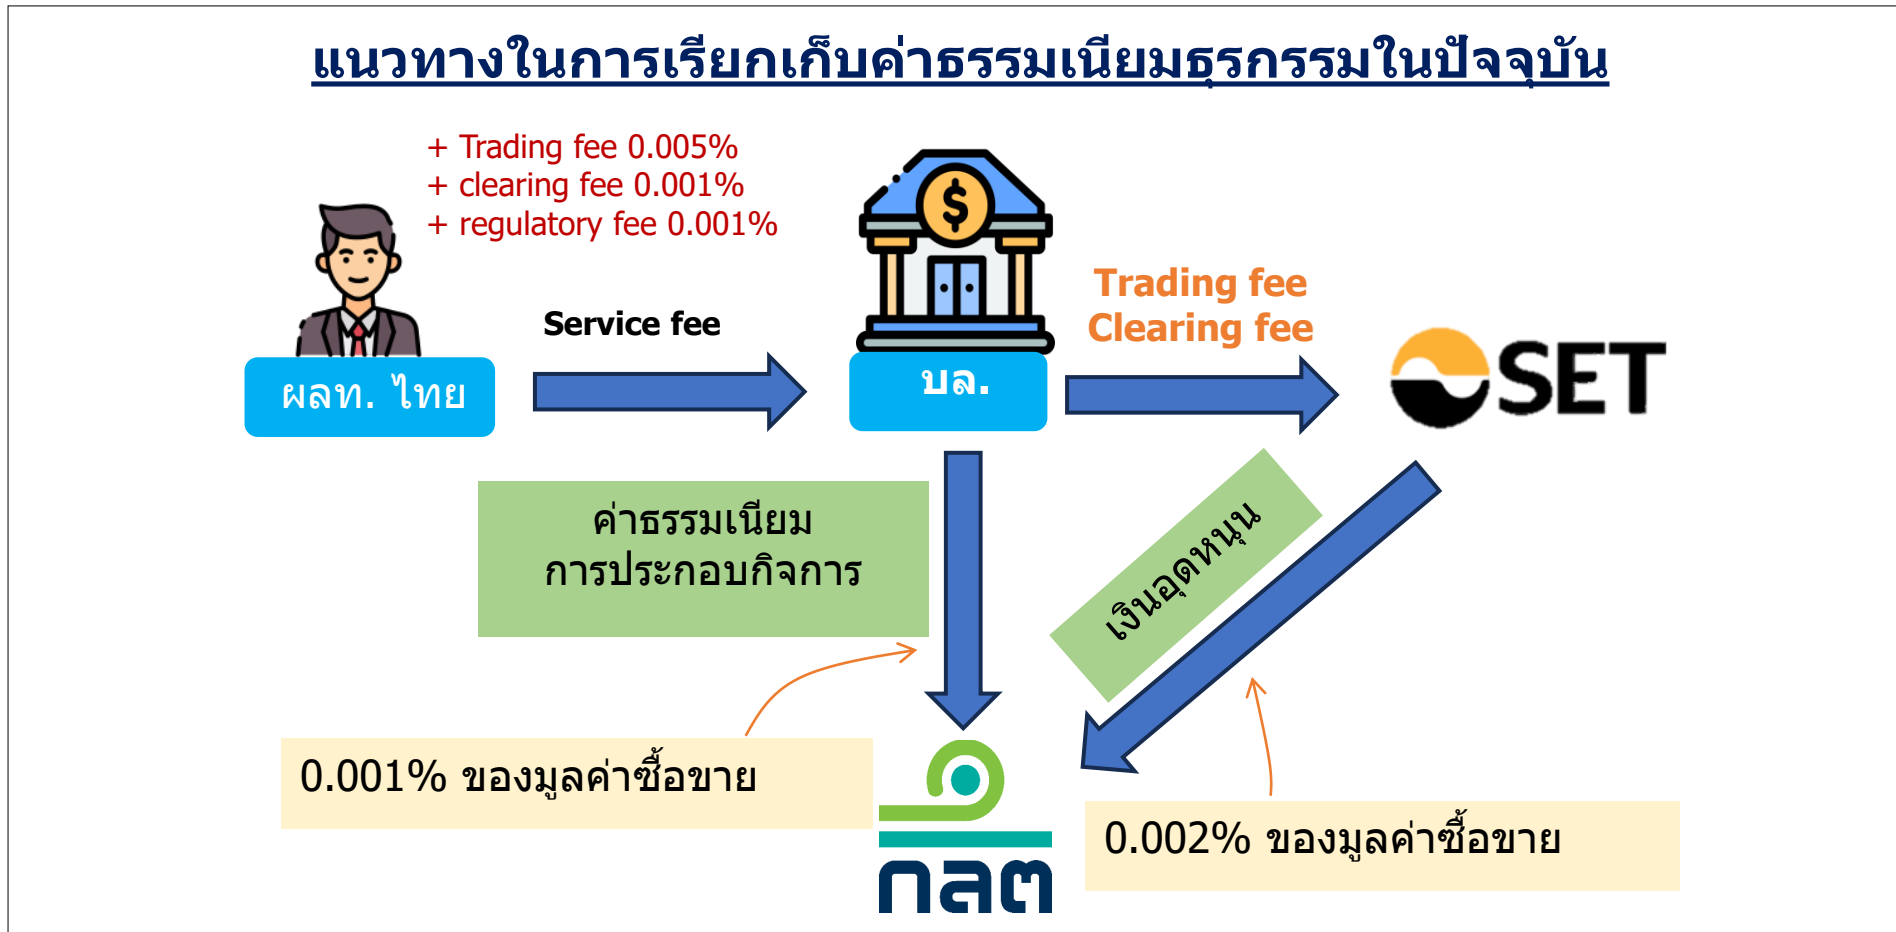 แนวทางในการเรียกเก็บค่าธรรมเนียมธุรกรรมในปัจจุบัน
+ Trading fee 0.005%
+ clearing fee 0.001%
+ regulatory fee 0.001%
$
Service fee
Trading fee
Clearing fee
ผลท. ไทย
บล.
SET
ค่าธรรมเนียม
การประกอบกิจการ
เงินอุดหนุน
0.001% ของมูลค่าซื้อขาย
0.002% ของมูลค่าซื้อขาย
กลต